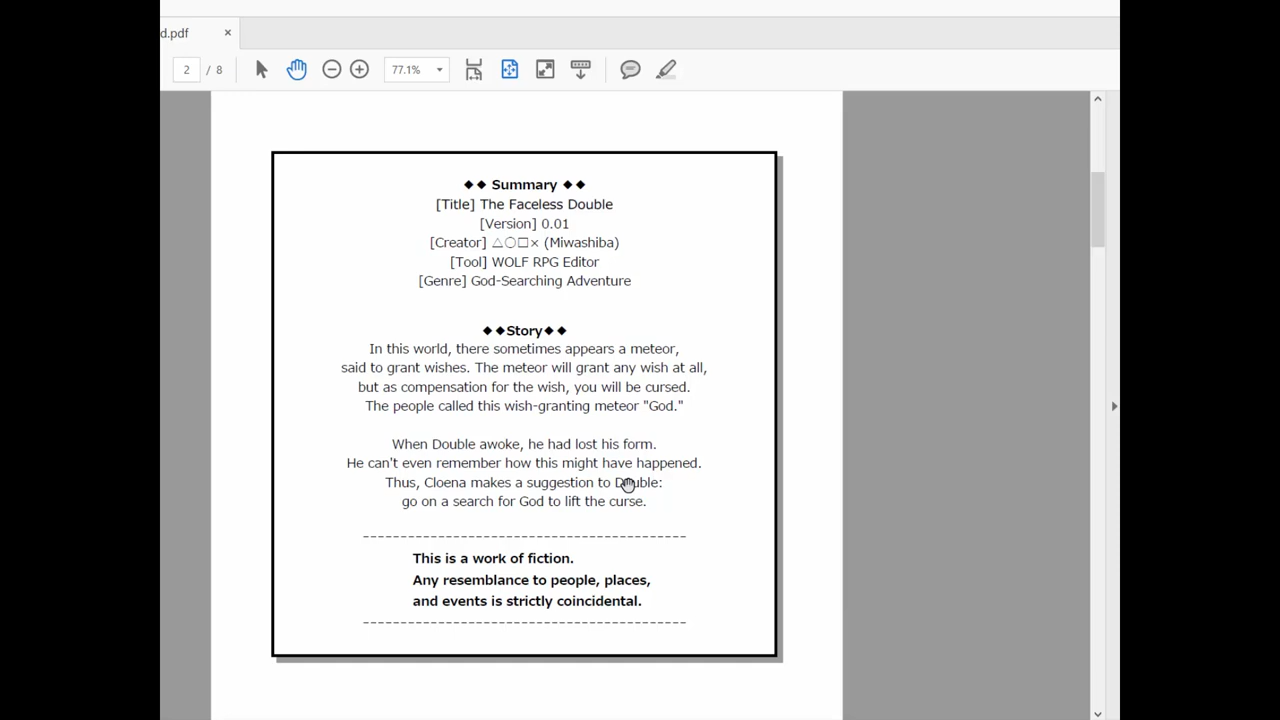 d.pdf ×
2 / 8 77.1%
◆◆ Summary ◆◆
[Title] The Faceless Double
[Version] 0.01
[Creator] △○□× (Miwashiba)
[Tool] WOLF RPG Editor
[Genre] God-Searching Adventure
◆◆Story◆◆
In this world, there sometimes appears a meteor,
said to grant wishes. The meteor will grant any wish at all,
but as compensation for the wish, you will be cursed.
The people called this wish-granting meteor "God."
When Double awoke, he had lost his form.
He can't even remember how this might have happened.
Thus, Cloena makes a suggestion to Double:
go on a search for God to lift the curse.
This is a work of fiction.
Any resemblance to people, places,
and events is strictly coincidental.